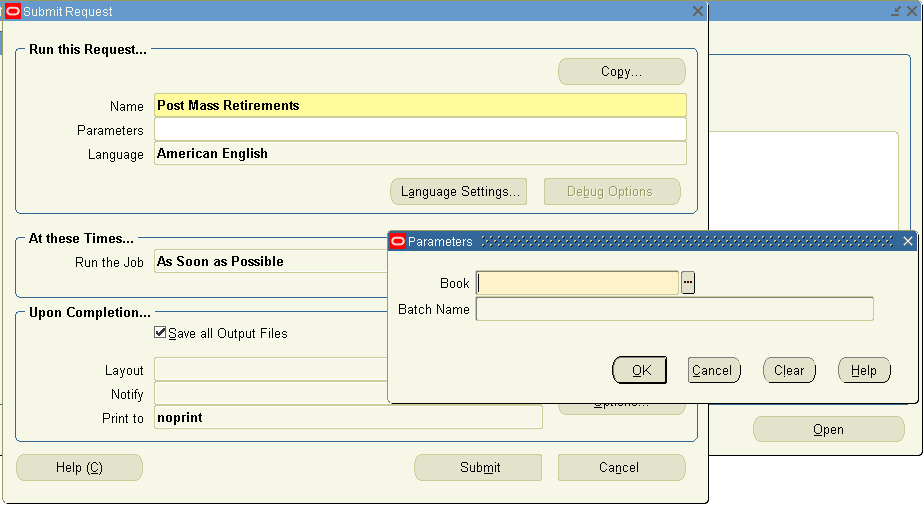 Submit Request
Run this Request...
Copy...
Name Post Mass Retirements
Parameters
Language American English
Language Settings... Debug Options
At these Times...
Run the Job As Soon as Possible
Upon Completion...
Save all Output Files
Layout
Notify
Print to noprint
Options...
Help (C) Submit Cancel
Parameters
Book ...
Batch Name
OK Cancel Clear Help
Open